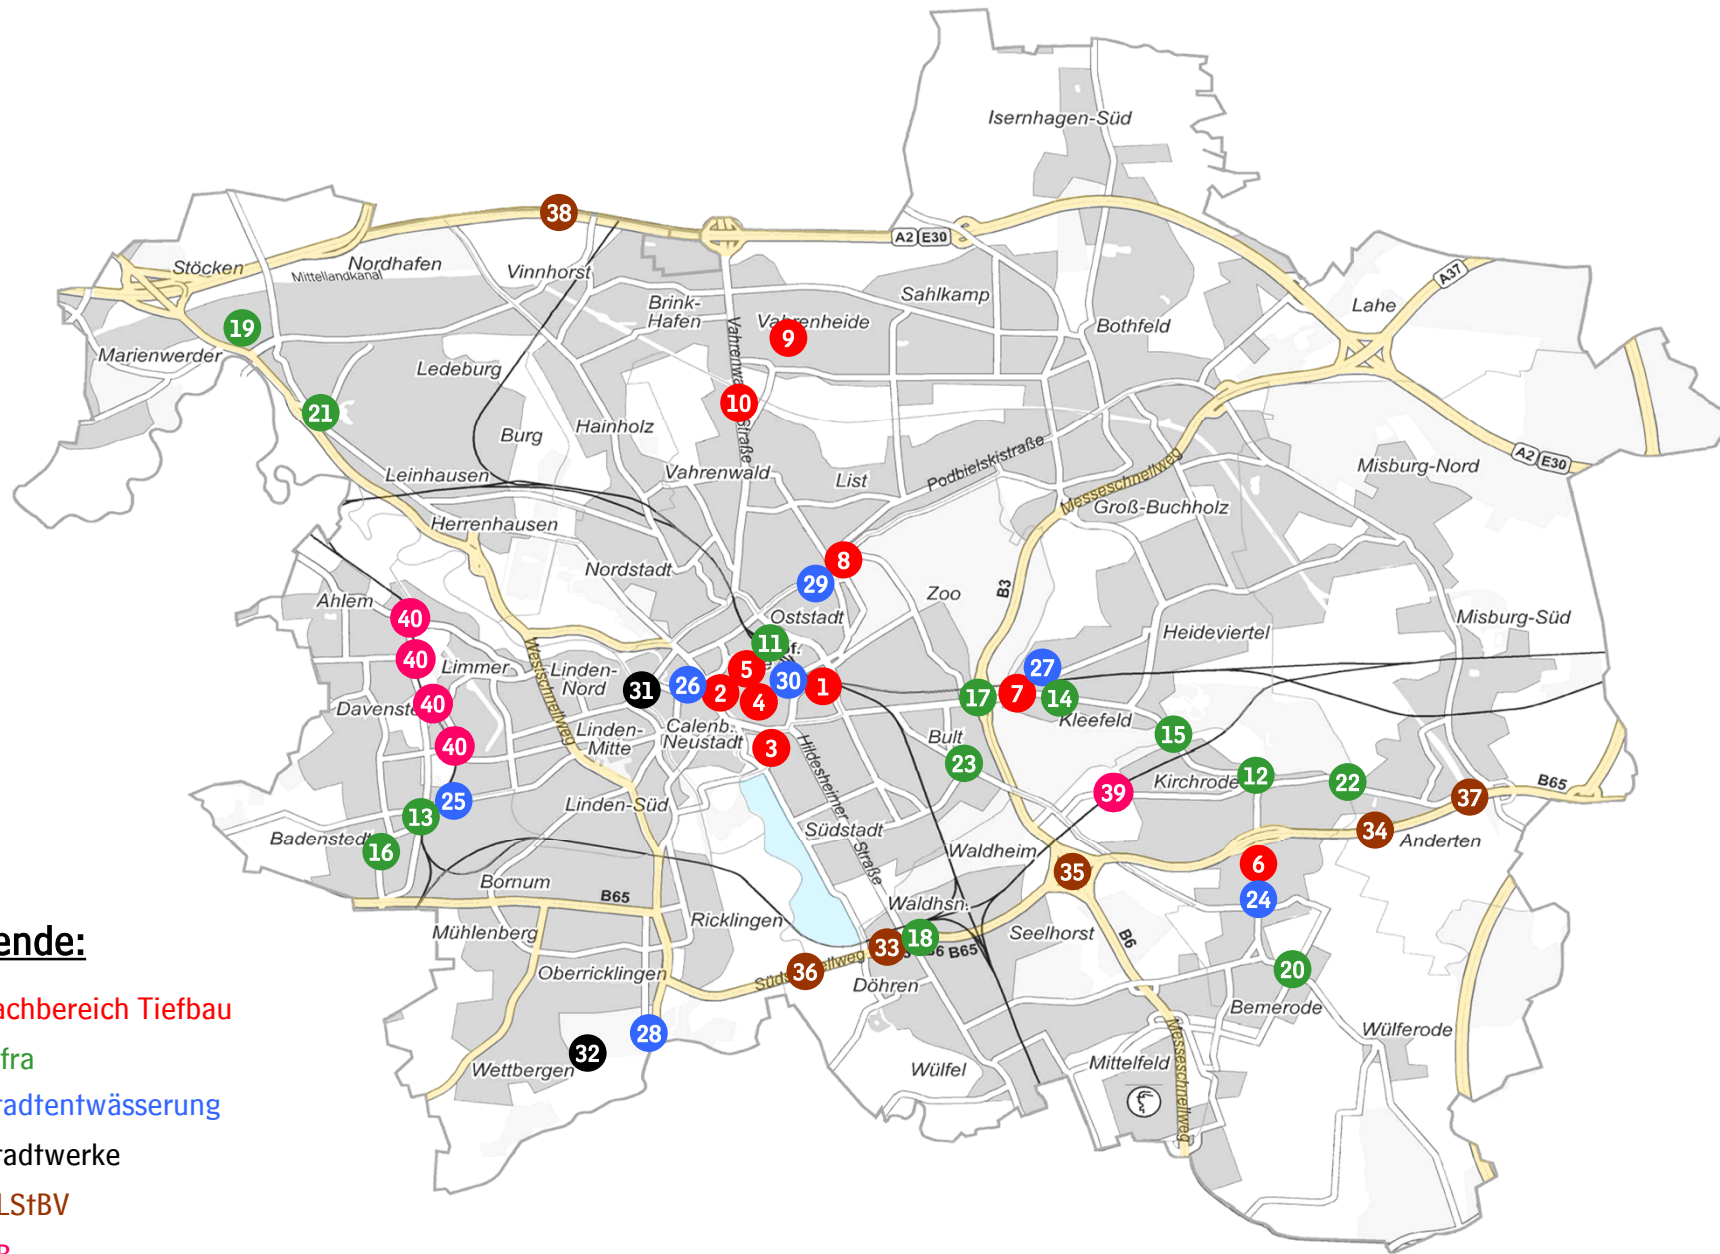 Isernhagen-Süd
38
A2 E30
Stöcken
Nordhafen
Mittellandkanal
Vinnhorst
A37
Brink-
Hafen
Sahlkamp
Lahe
19
Vahrenheide
Bothfeld
9
Marienwerder
Ledeburg
10
21
Straße
Burg
Hainholz
Podbielskistraße
A2 E30
Leinhausen
Vahrenwald
List
Messeschnellweg
Misburg-Nord
Herrenhausen
Groß-Buchholz
8
Nordstadt
29
Zoo
B3
Ahlem
40
Oststadt
Misburg-Süd
11
Heideviertel
40
Limmer
Linden-
Nord
5
27
31
26
2
30
1
17
7
14
40
4
Kleefeld
Westschnellweg
Calenb.
Neustadt
Linden-
Mitte
Bult
15
40
3
Hildesheimer Straße
23
Kirchrode
12
22
25
39
37
B65
13
Linden-Süd
Südstadt
34
Badenstedt
16
Waldheim
Anderten
35
6
Bornum
B65
24
Ricklingen
Waldhsn.
Mühlenberg
33
18
B65
Seelhorst
B6
ende:
Oberricklingen
36
Döhren
20
achbereich Tiefbau
Bemerode
28
Wülferode
fra
32
Wettbergen
Wülfel
Mittelfeld
Messeschnellweg
radtentwässerung
radtwerke
LStBV